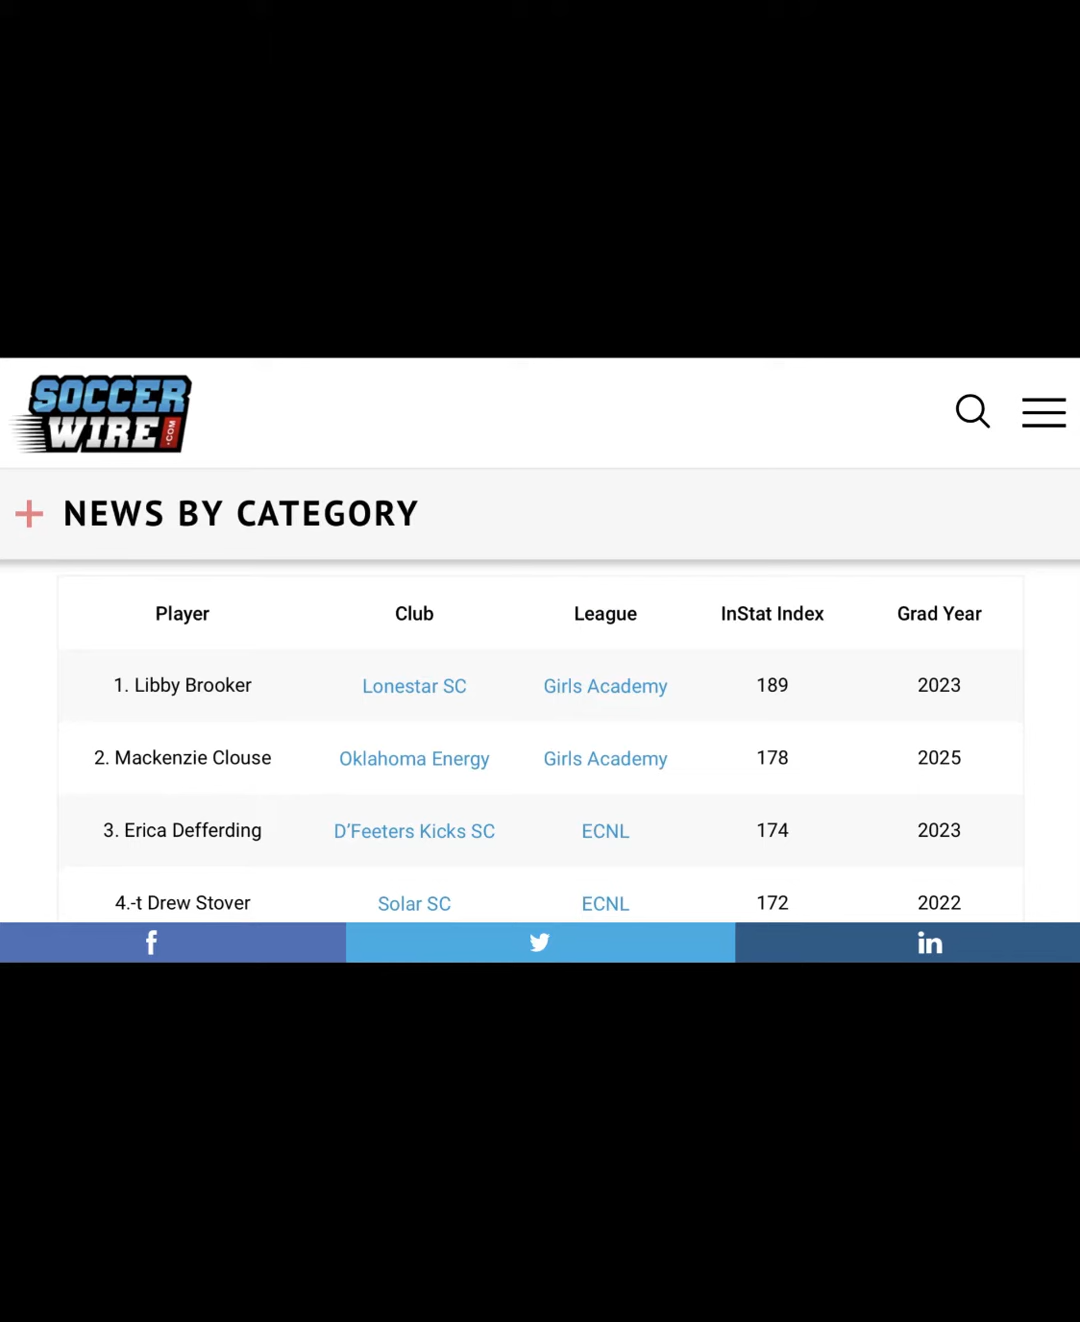 SOCCER
WIRE.COM
NEWS BY CATEGORY
Player Club League InStat Index Grad Year
1. Libby Brooker Lonestar SC Girls Academy 189 2023
2. Mackenzie Clouse Oklahoma Energy Girls Academy 178 2025
3. Erica Defferding D’Feeters Kicks SC ECNL 174 2023
4.-t Drew Stover Solar SC ECNL 172 2022
f in